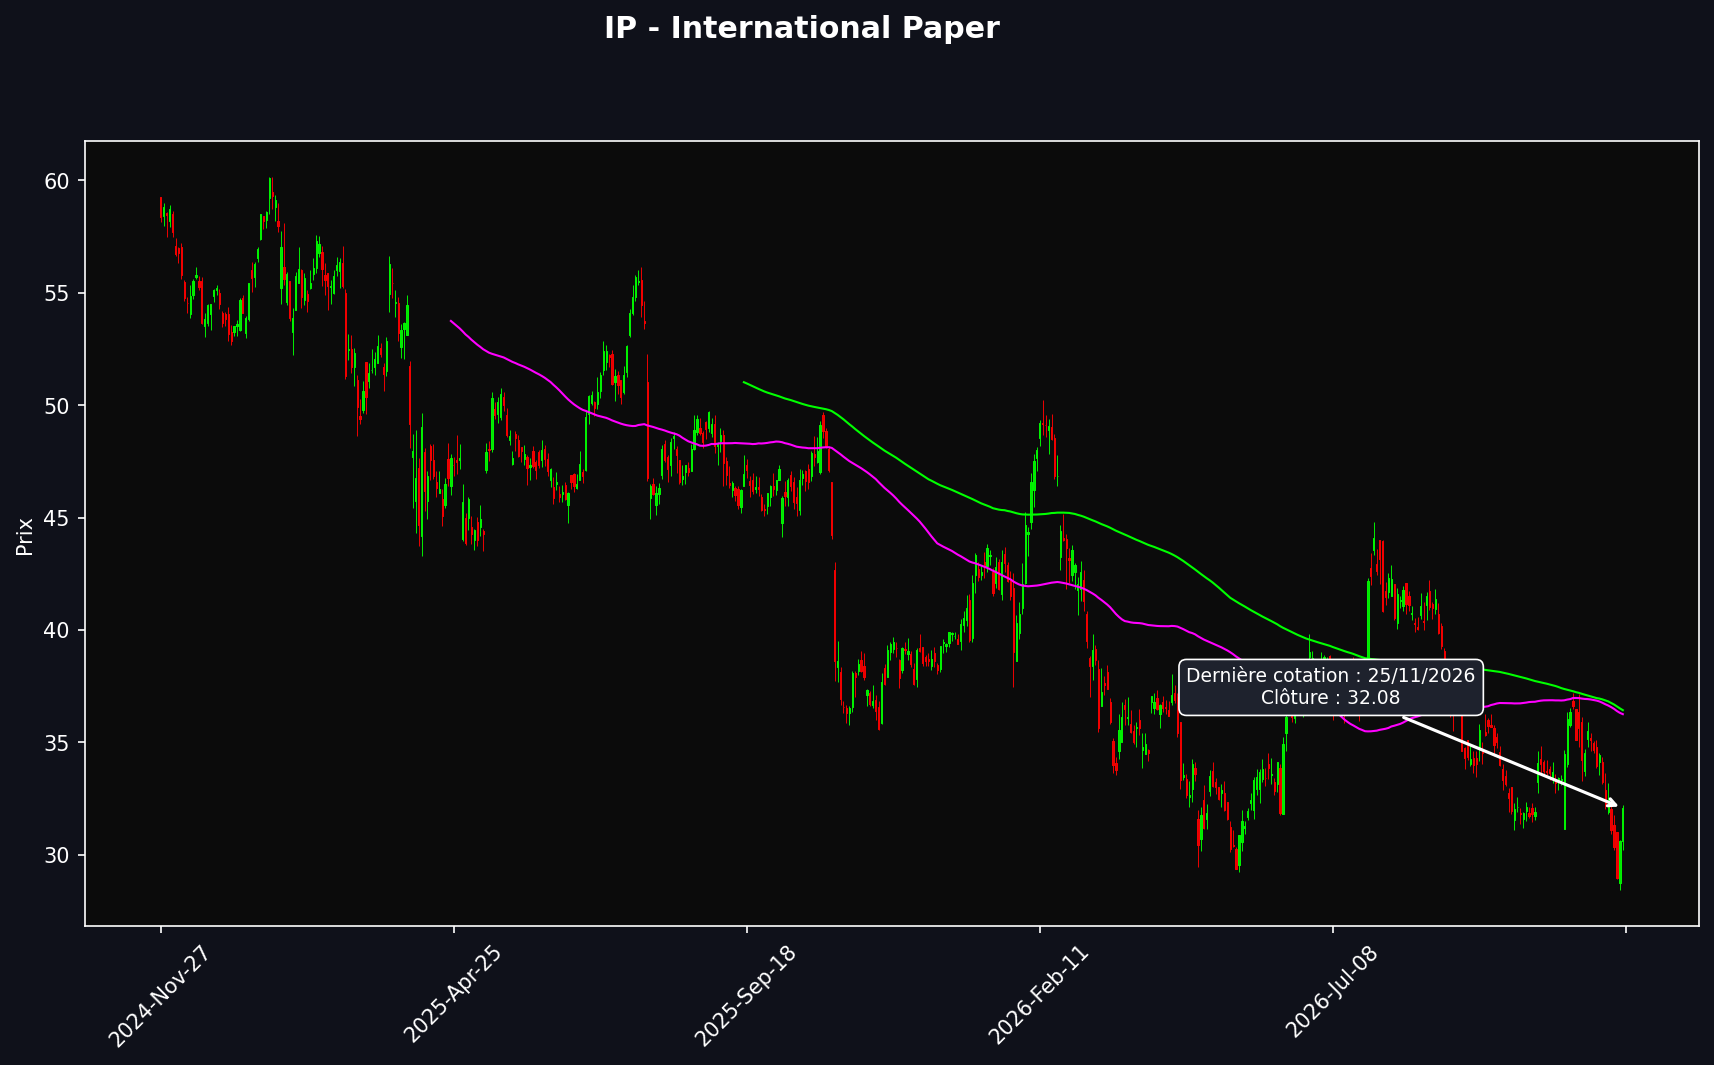 IP - International Paper
Prix
60
55
50
45
40
35
30
Dernière cotation : 25/11/2026
Clôture : 32.08
2024-Nov-27
2025-Apr-25
2025-Sep-18
2026-Feb-11
2026-Jul-08